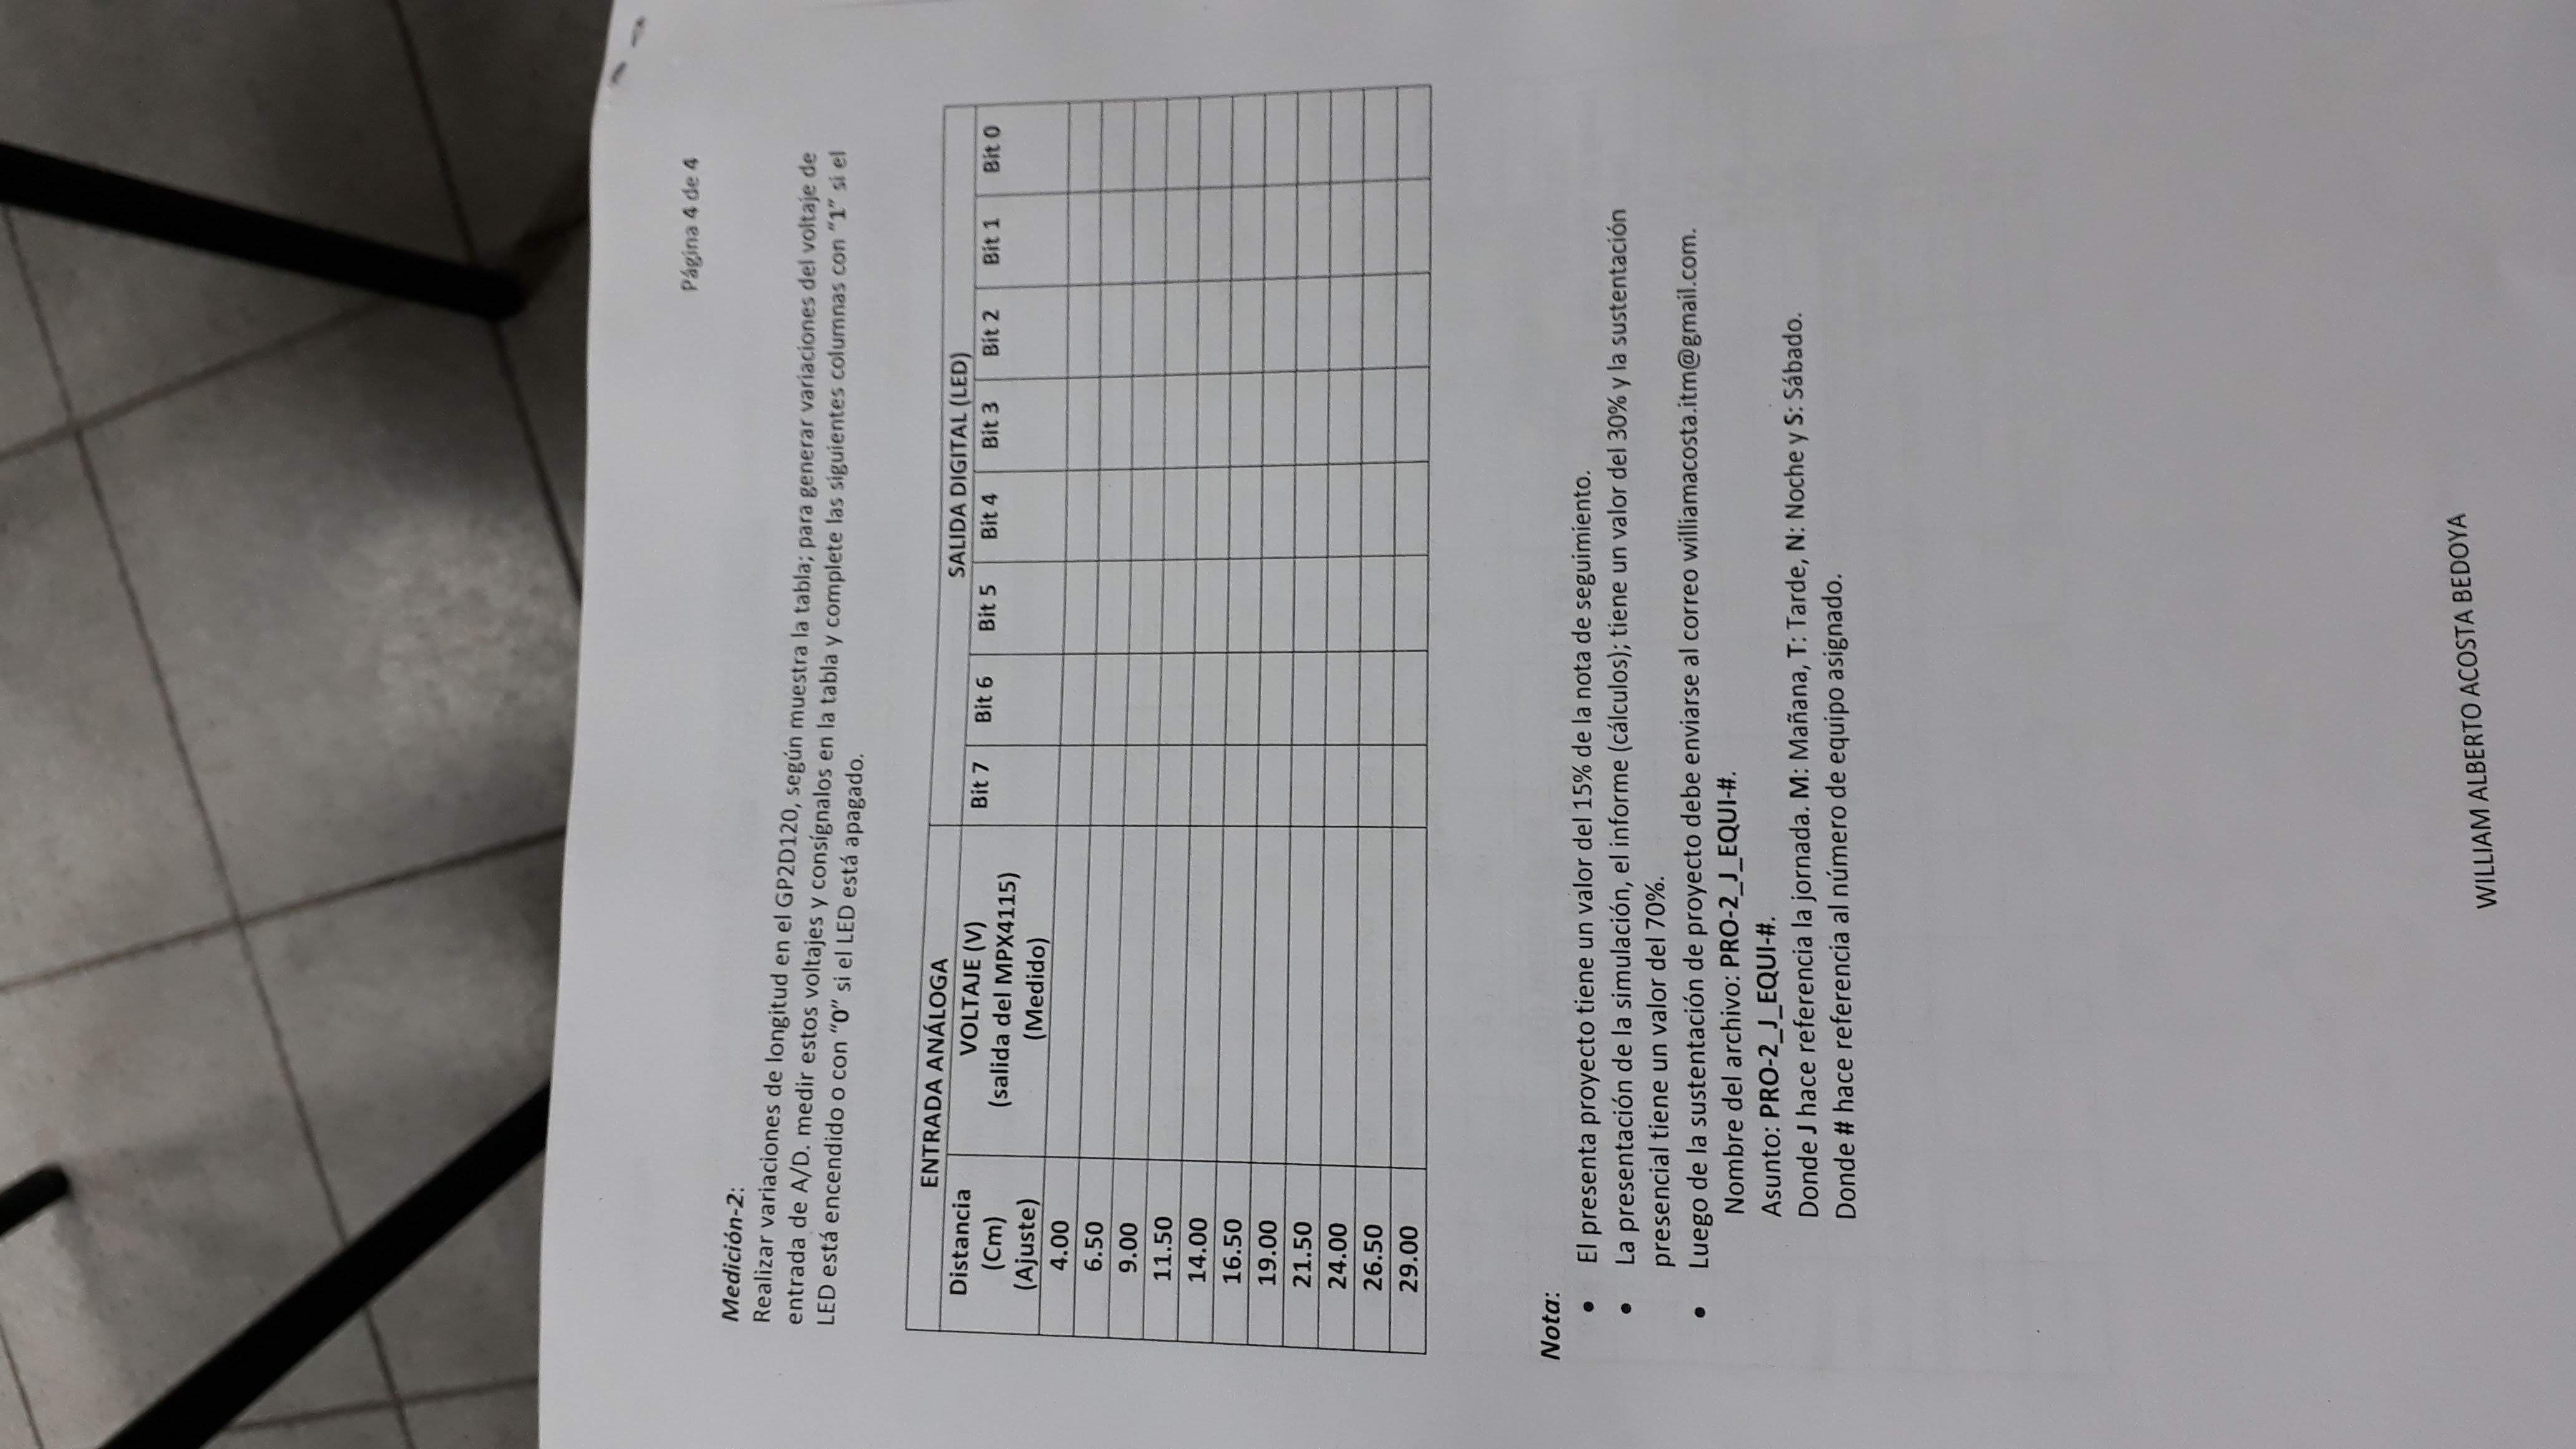 Página 4 de 4
Medición-2:
Realizar variaciones de longitud en el GP2D120, según muestra la tabla; para generar variaciones del voltaje de
entrada de A/D. medir estos voltajes y consígnalos en la tabla y complete las siguientes columnas con “1” si el
LED está encendido o con “0” si el LED está apagado.
ENTRADA ANÁLOGA
SALIDA DIGITAL (LED)
Distancia
(Cm)
(Ajuste)
VOLTAJE (V)
(salida del MPX4115)
(Medido)
Bit 7 Bit 6 Bit 5 Bit 4 Bit 3 Bit 2 Bit 1 Bit 0
4.00
6.50
9.00
11.50
14.00
16.50
19.00
21.50
24.00
26.50
29.00
Nota:
• El presenta proyecto tiene un valor del 15% de la nota de seguimiento.
• La presentación de la simulación, el informe (cálculos); tiene un valor del 30% y la sustentación
presencial tiene un valor del 70%.
• Luego de la sustentación de proyecto debe enviarse al correo williamacosta.itm@gmail.com.
Nombre del archivo: PRO-2_J_EQUI-#.
Asunto: PRO-2_J_EQUI-#.
Donde J hace referencia la jornada. M: Mañana, T: Tarde, N: Noche y S: Sábado.
Donde # hace referencia al número de equipo asignado.
WILLIAM ALBERTO ACOSTA BEDOYA